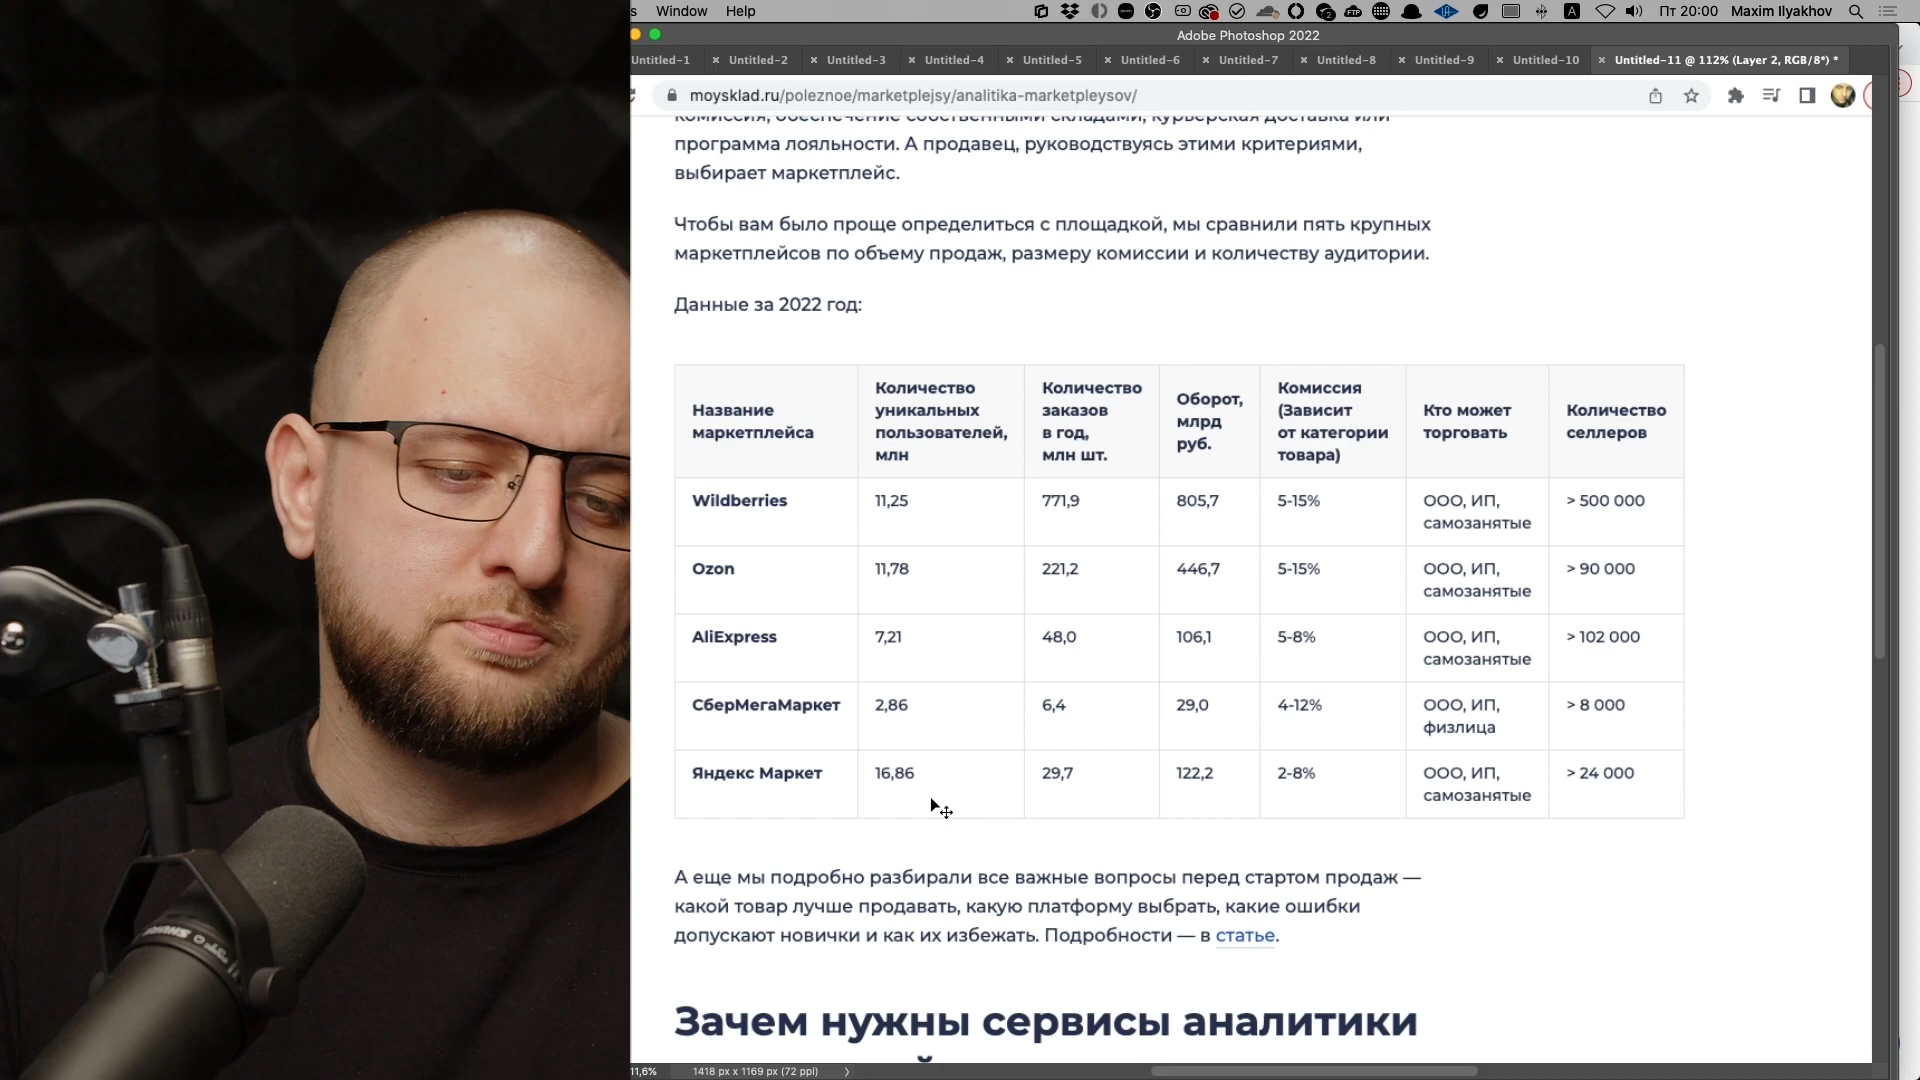 Window Help
Пт 20:00 Maxim Ilyakhov
Adobe Photoshop 2022
Untitled-1 Untitled-2 Untitled-3 Untitled-4 Untitled-5 Untitled-6 Untitled-7 Untitled-8 Untitled-9 Untitled-10 Untitled-11 @ 112% (Layer 2, RGB/8*) *
moysklad.ru/poleznoe/marketplejsy/analitika-marketpleysov/
комиссия, обеспечение собственными складами, курьерская доставка или
программа лояльности. А продавец, руководствуясь этими критериями,
выбирает маркетплейс.
Чтобы вам было проще определиться с площадкой, мы сравнили пять крупных
маркетплейсов по объему продаж, размеру комиссии и количеству аудитории.
Данные за 2022 год:
Название
маркетплейса
Количество
уникальных
пользователей,
млн
Количество
заказов
в год,
млн шт.
Оборот,
млрд
руб.
Комиссия
(Зависит
от категории
товара)
Кто может
торговать
Количество
селлеров
Wildberries 11,25 771,9 805,7 5-15% ООО, ИП, > 500 000
самозанятые
Ozon 11,78 221,2 446,7 5-15% ООО, ИП, > 90 000
самозанятые
AliExpress 7,21 48,0 106,1 5-8% ООО, ИП, > 102 000
самозанятые
СберМегаМаркет 2,86 6,4 29,0 4-12% ООО, ИП, > 8 000
физлица
Яндекс Маркет 16,86 29,7 122,2 2-8% ООО, ИП, > 24 000
самозанятые
А еще мы подробно разбирали все важные вопросы перед стартом продаж —
какой товар лучше продавать, какую платформу выбрать, какие ошибки
допускают новички и как их избежать. Подробности — в статье.
Зачем нужны сервисы аналитики
11,6% 1418 px x 1169 px (72 ppi)